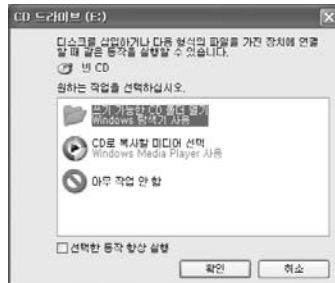 CD 드라이브 (E:)
디스크를 삽입하거나 다음 형식의 파일을 가진 장치에 연결
할 때 같은 동작을 실행할 수 있습니다.
빈 CD
원하는 작업을 선택하십시오.
쓰기 가능한 CD 폴더 열기
Windows 탐색기 사용
CD로 복사할 미디어 선택
Windows Media Player 사용
아무 작업 안 함
선택한 동작 항상 실행
확인
취소